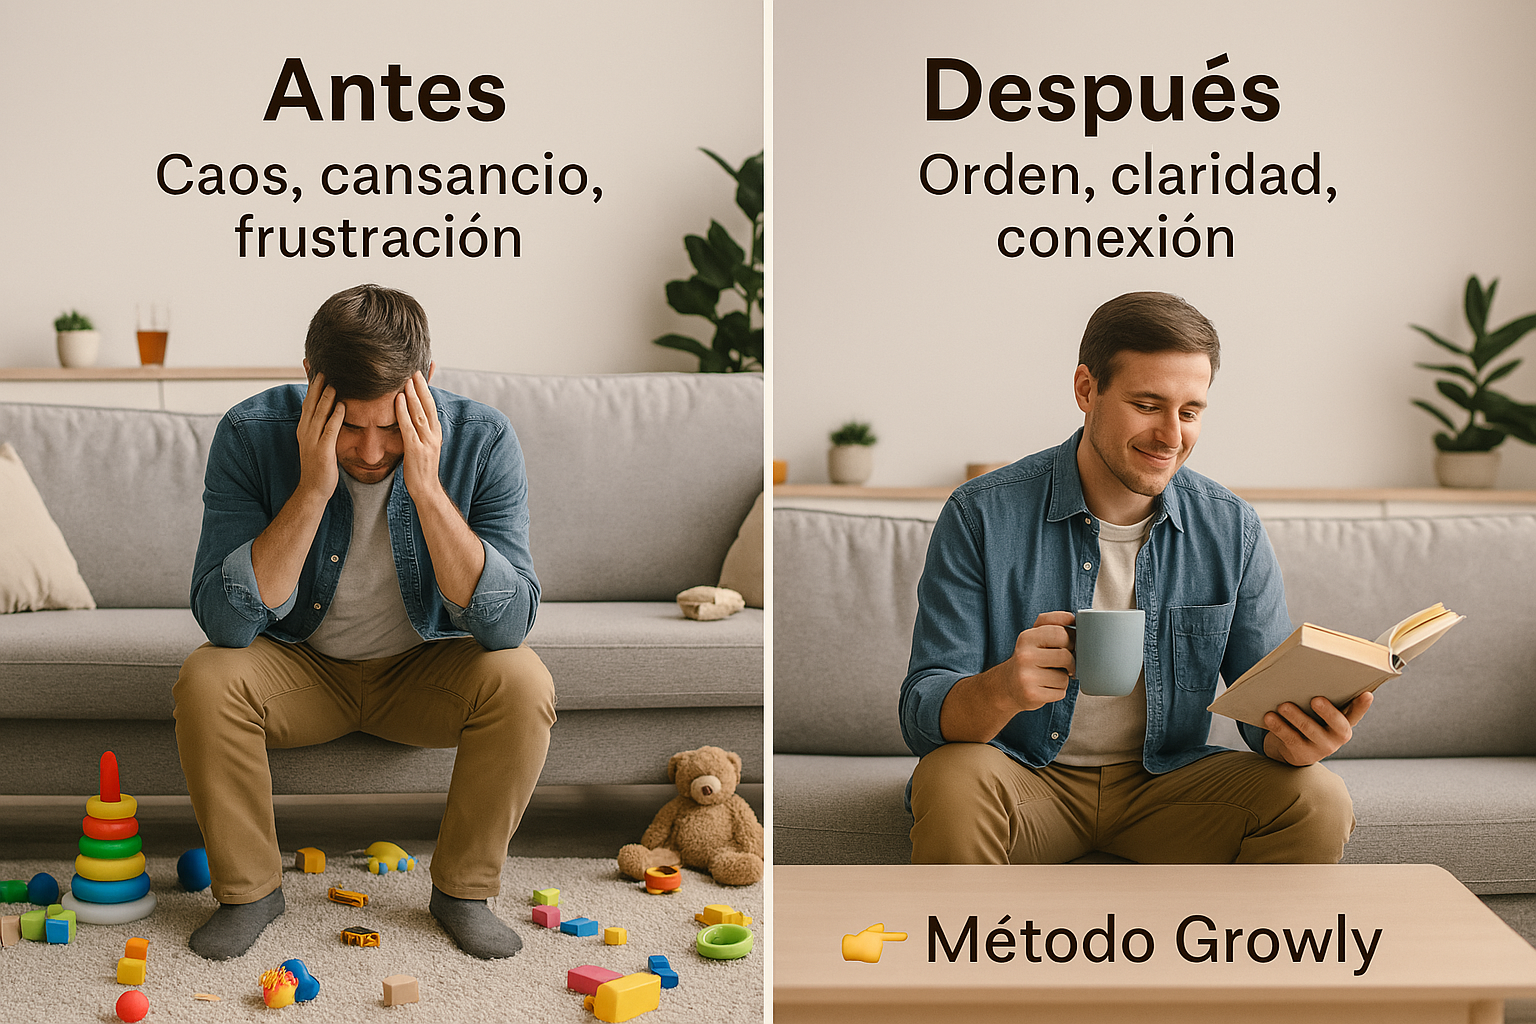 Antes
Caos, cansancio,
frustración
Después
Orden, claridad,
conexión
👉 Método Growly